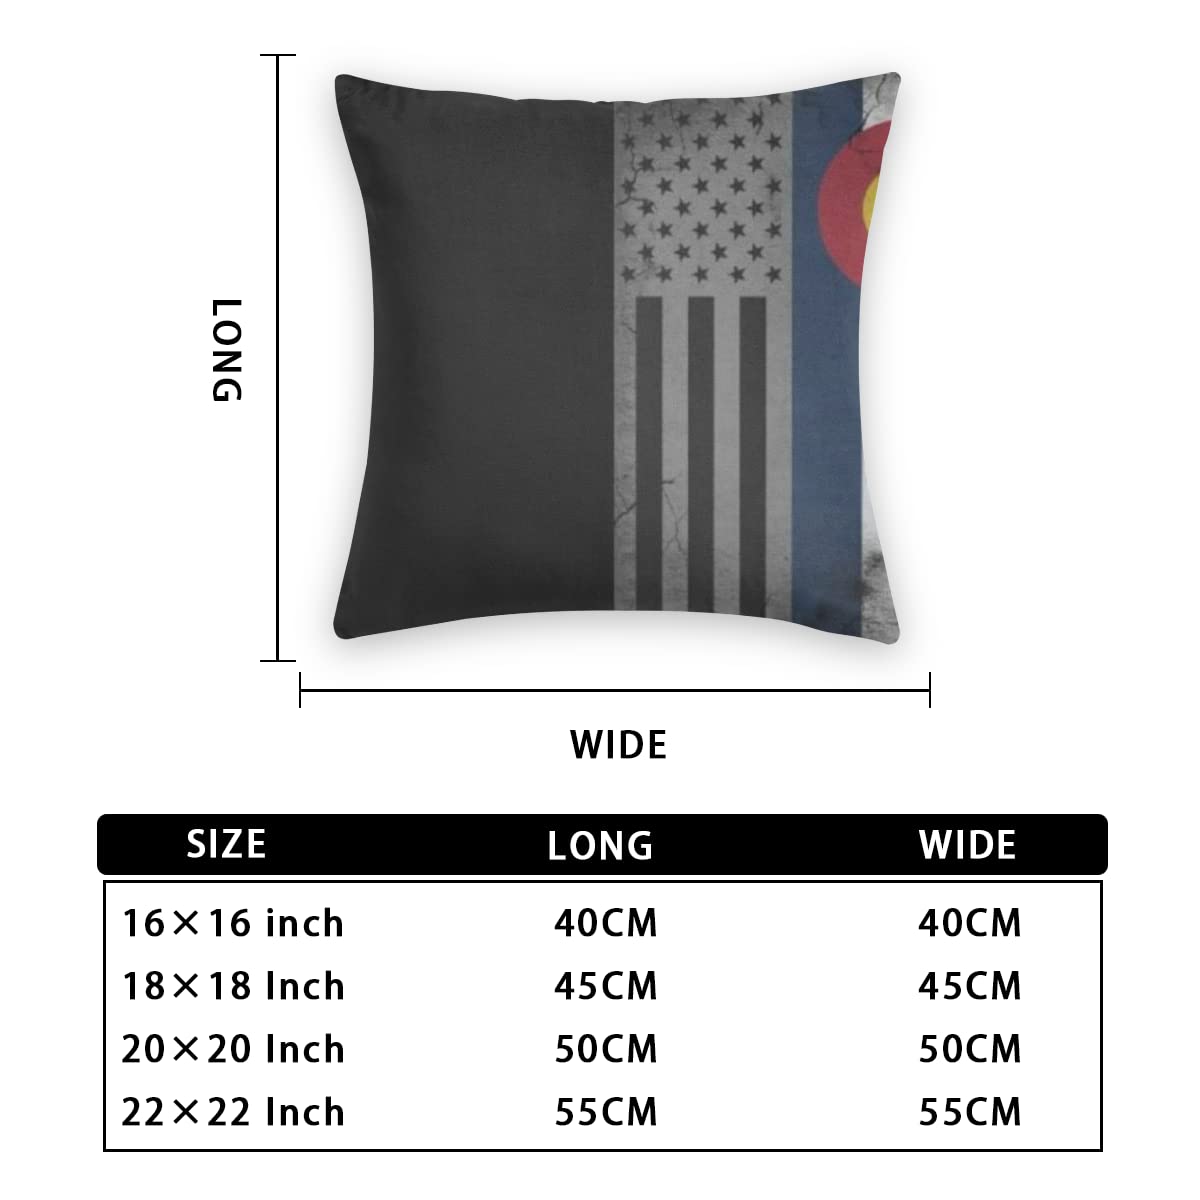 LONG
WIDE
SIZE LONG WIDE
16×16 inch 40CM 40CM
18×18 Inch 45CM 45CM
20×20 Inch 50CM 50CM
22×22 Inch 55CM 55CM